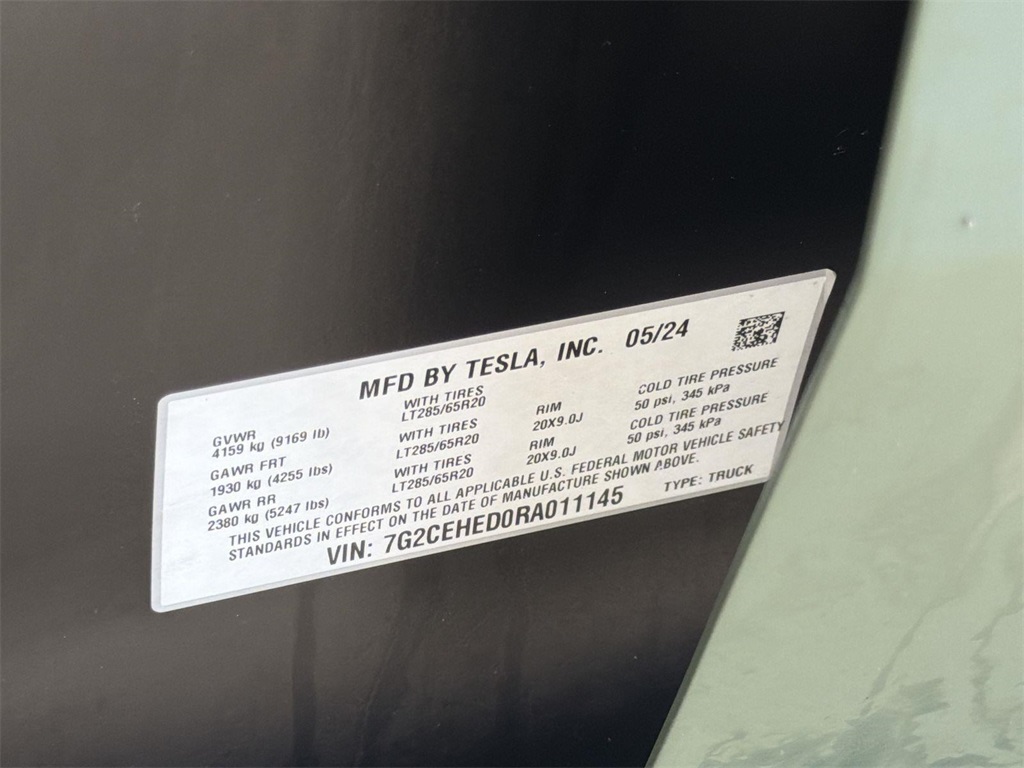 MFD BY TESLA, INC. 05/24
GVWR
4159 kg (9169 lb)
WITH TIRES
LT285/65R20
RIM
20X9.0J
COLD TIRE PRESSURE
50 psi, 345 kPa
GAWR FRT
1930 kg (4255 lbs)
WITH TIRES
LT285/65R20
RIM
20X9.0J
COLD TIRE PRESSURE
50 psi, 345 kPa
GAWR RR
2380 kg (5247 lbs)
WITH TIRES
LT285/65R20
THIS VEHICLE CONFORMS TO ALL APPLICABLE U.S. FEDERAL MOTOR VEHICLE SAFETY
STANDARDS IN EFFECT ON THE DATE OF MANUFACTURE SHOWN ABOVE.
VIN: 7G2CEHED0RA011145
TYPE: TRUCK